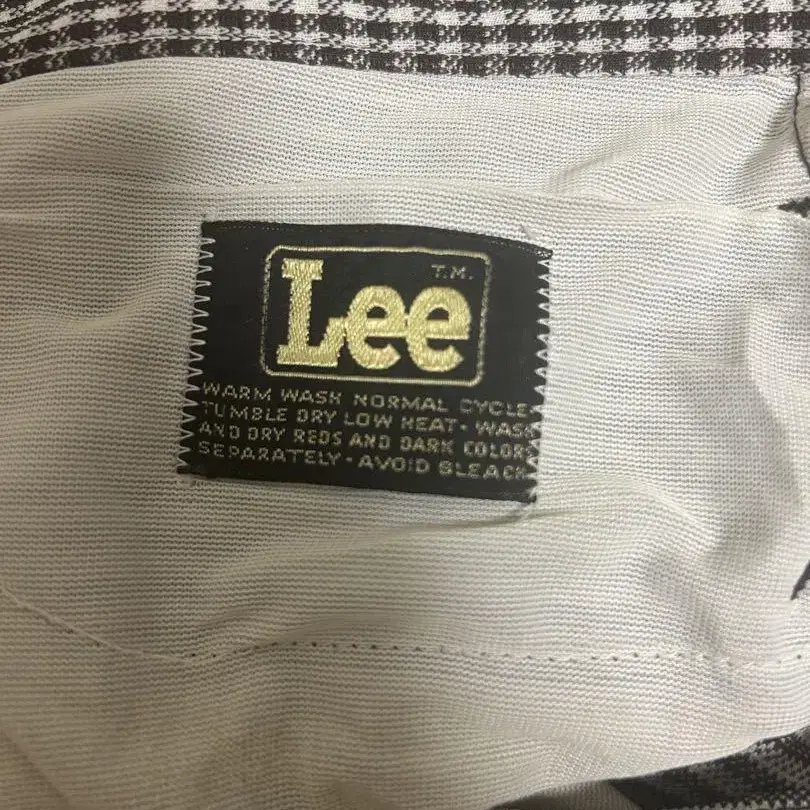 Lee T.M.
WARM WASH NORMAL CYCLE
TUMBLE DRY LOW HEAT · WASH
AND DRY REDS AND DARK COLORS
SEPARATELY · AVOID BLEACH